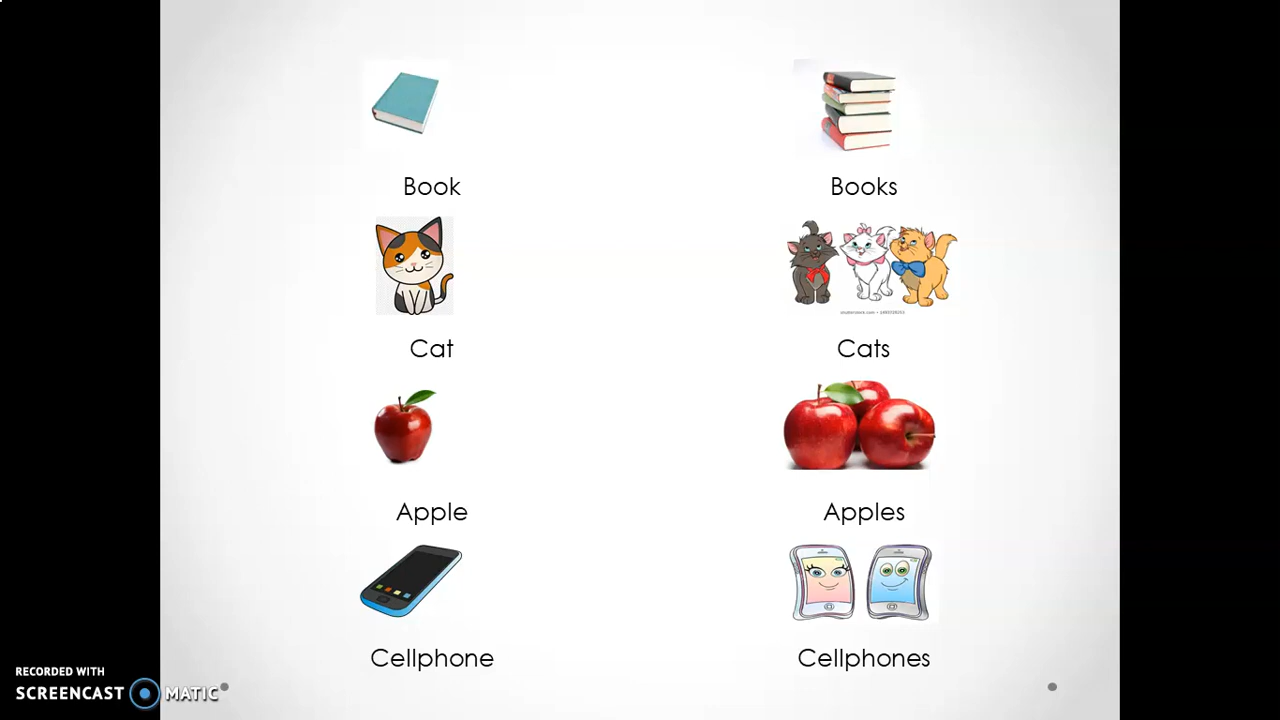 Book
Books
Cat
Cats
Apple
Apples
Cellphone
Cellphones
RECORDED WITH
SCREENCAST MATIC